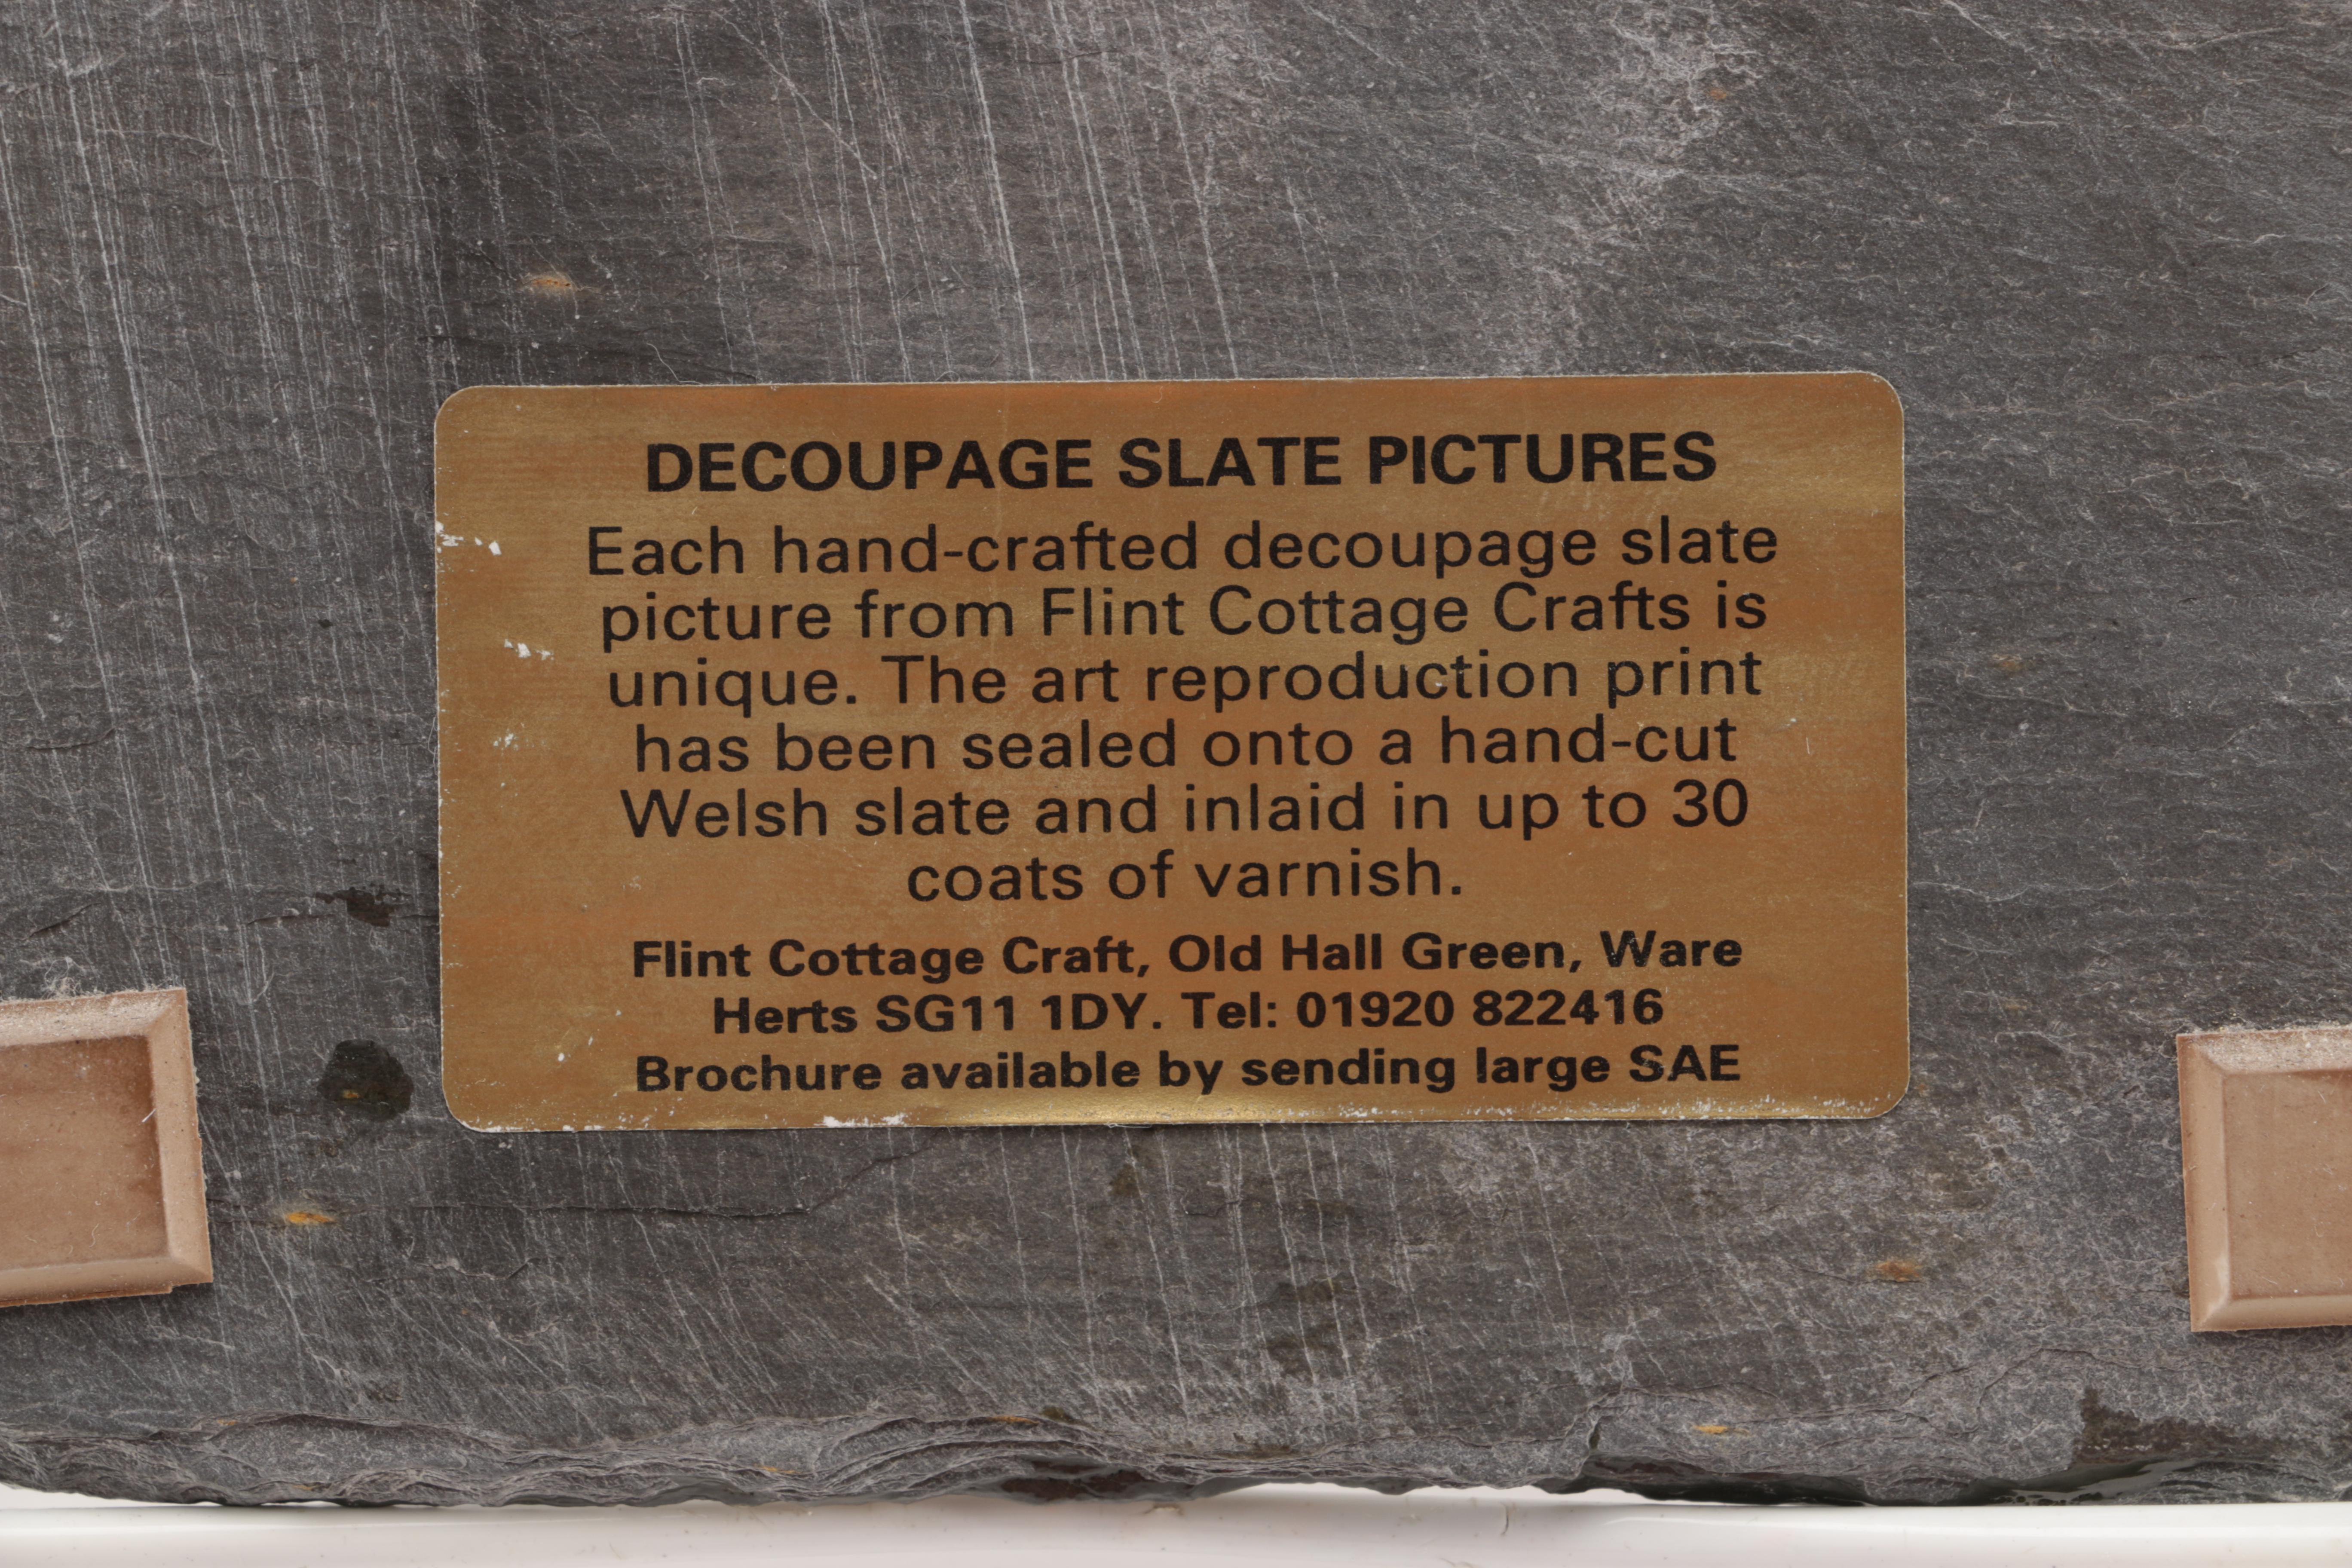 DECOUPAGE SLATE PICTURES
Each hand-crafted decoupage slate
picture from Flint Cottage Crafts is
unique. The art reproduction print
has been sealed onto a hand-cut
Welsh slate and inlaid in up to 30
coats of varnish.
Flint Cottage Craft, Old Hall Green, Ware
Herts SG11 1DY. Tel: 01920 822416
Brochure available by sending large SAE